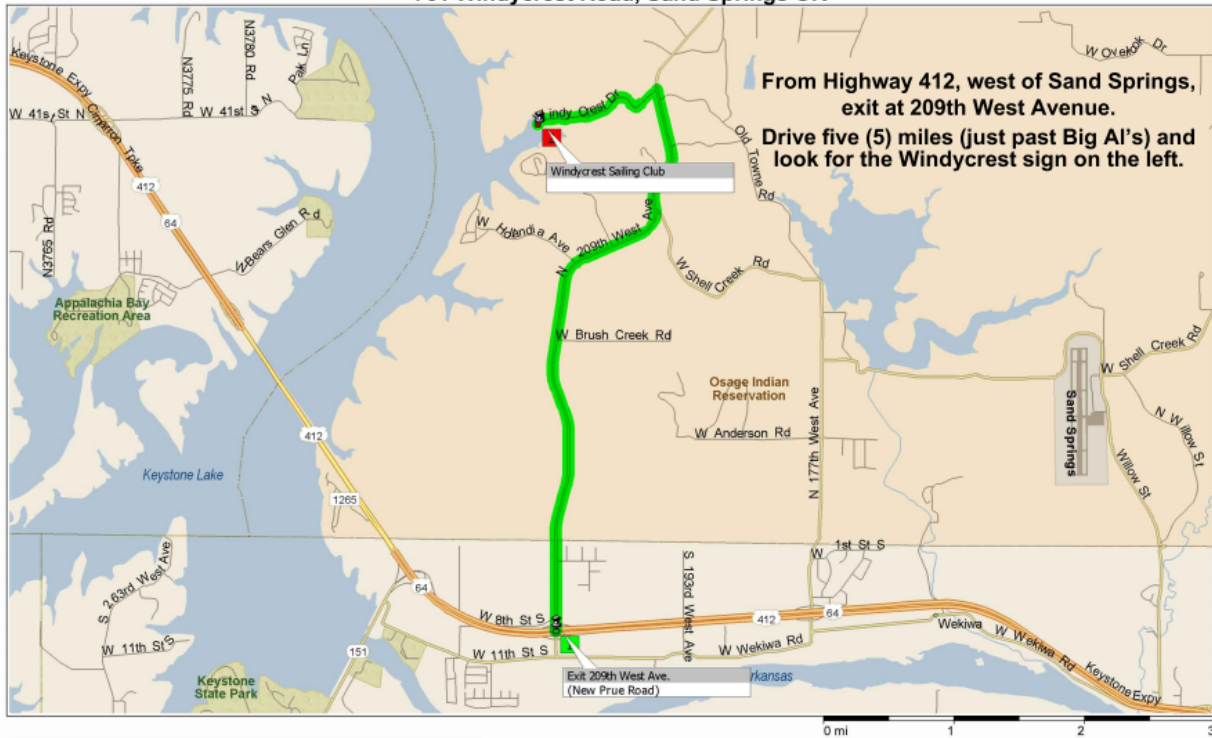 From Highway 412, west of Sand Springs,
exit at 209th West Avenue.
Drive five (5) miles (just past Big Al's) and
look for the Windycrest sign on the left.
Keystone Expy
Cimarron Tpke
N3775 Rd
N3780 Rd
Pak Ln
W 41st St N
W 41st
412
64
N3765 Rd
W Bears Glen Rd
Appalachia Bay
Recreation Area
indy Crest Dr
Windycrest Sailing Club
W Overlook Dr
Old Towne Rd
N 209th West Ave
W Shell Creek Rd
W Brush Creek Rd
Osage Indian
Reservation
W Anderson Rd
N 177th West Ave
W Shell Creek Rd
Sand Springs
N Willow St
Willow St
412
1265
Keystone Lake
S 263rd West Ave
W 11th St S
64
W 8th St S
W 11th St S
151
Keystone
State Park
S 193rd West Ave
W 1st St S
412
64
W Wekiwa Rd
Wekiwa
W Wekiwa Rd
Keystone Expy
rkansas
Exit 209th West Ave.
(New Prue Road)
0 mi 1 2 3